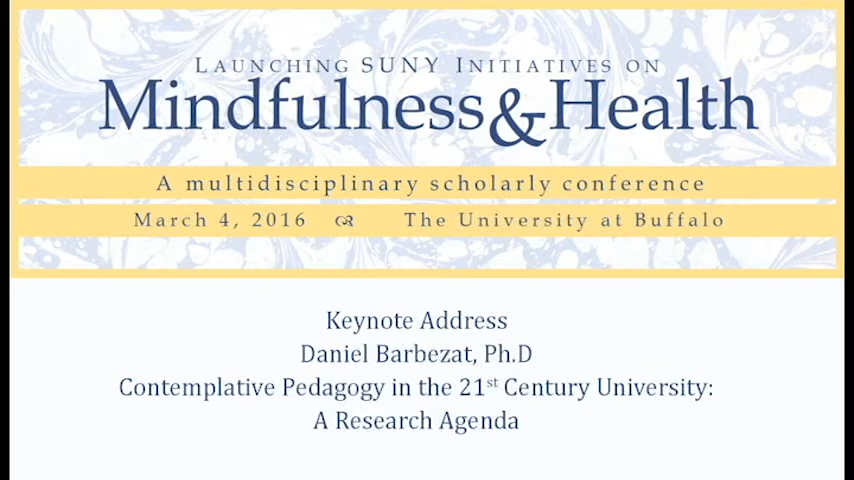 Launching SUNY Initiatives on
Mindfulness & Health
A multidisciplinary scholarly conference
March 4, 2016 The University at Buffalo
Keynote Address
Daniel Barbezat, Ph.D
Contemplative Pedagogy in the 21st Century University:
A Research Agenda